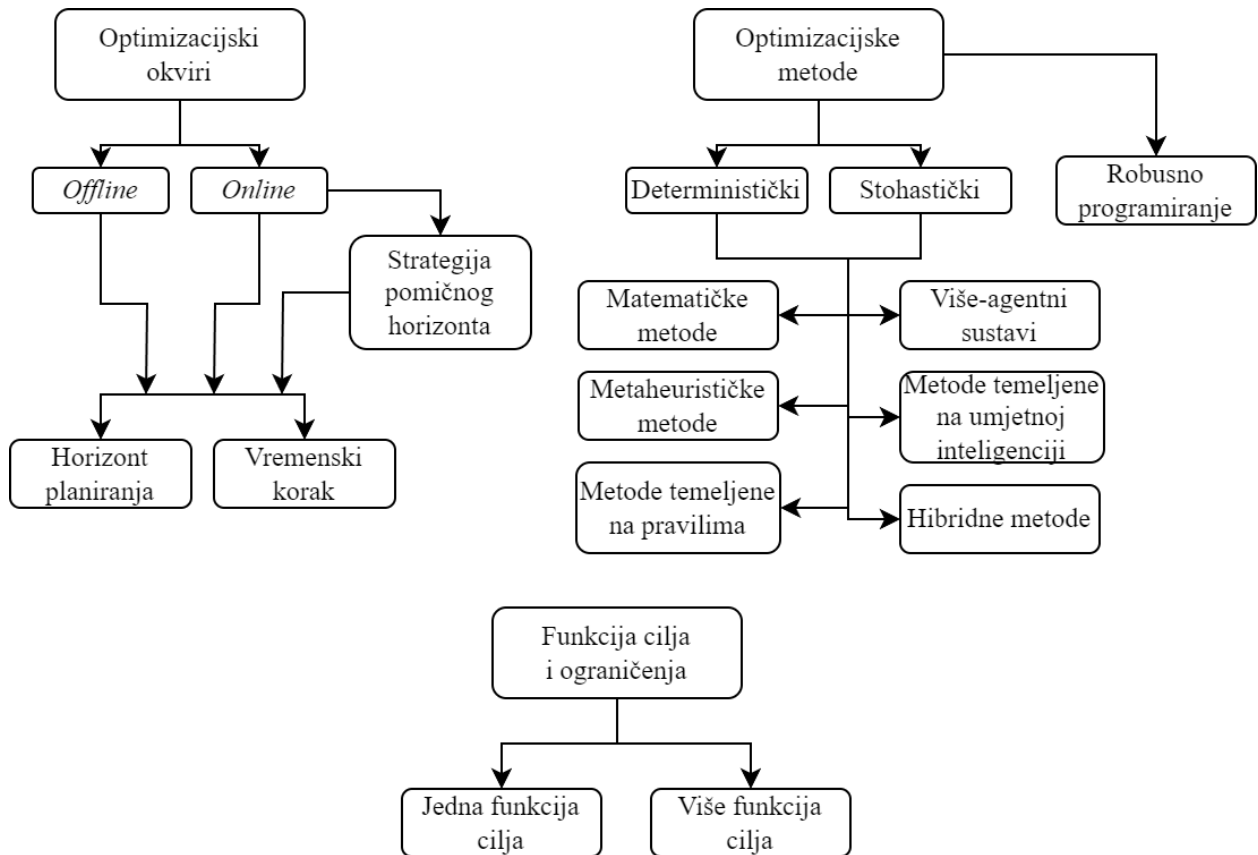 Optimizacijski
okviri
Offline
Online
Strategija
pomičnog
horizonta
Horizont
planiranja
Vremenski
korak
Optimizacijske
metode
Deterministički
Stohastički
Robusno
programiranje
Matematičke
metode
Više-agentni
sustavi
Metaheurističke
metode
Metode temeljene
na umjetnoj
inteligenciji
Metode temeljene
na pravilima
Hibridne metode
Funkcija cilja
i ograničenja
Jedna funkcija
cilja
Više funkcija
cilja